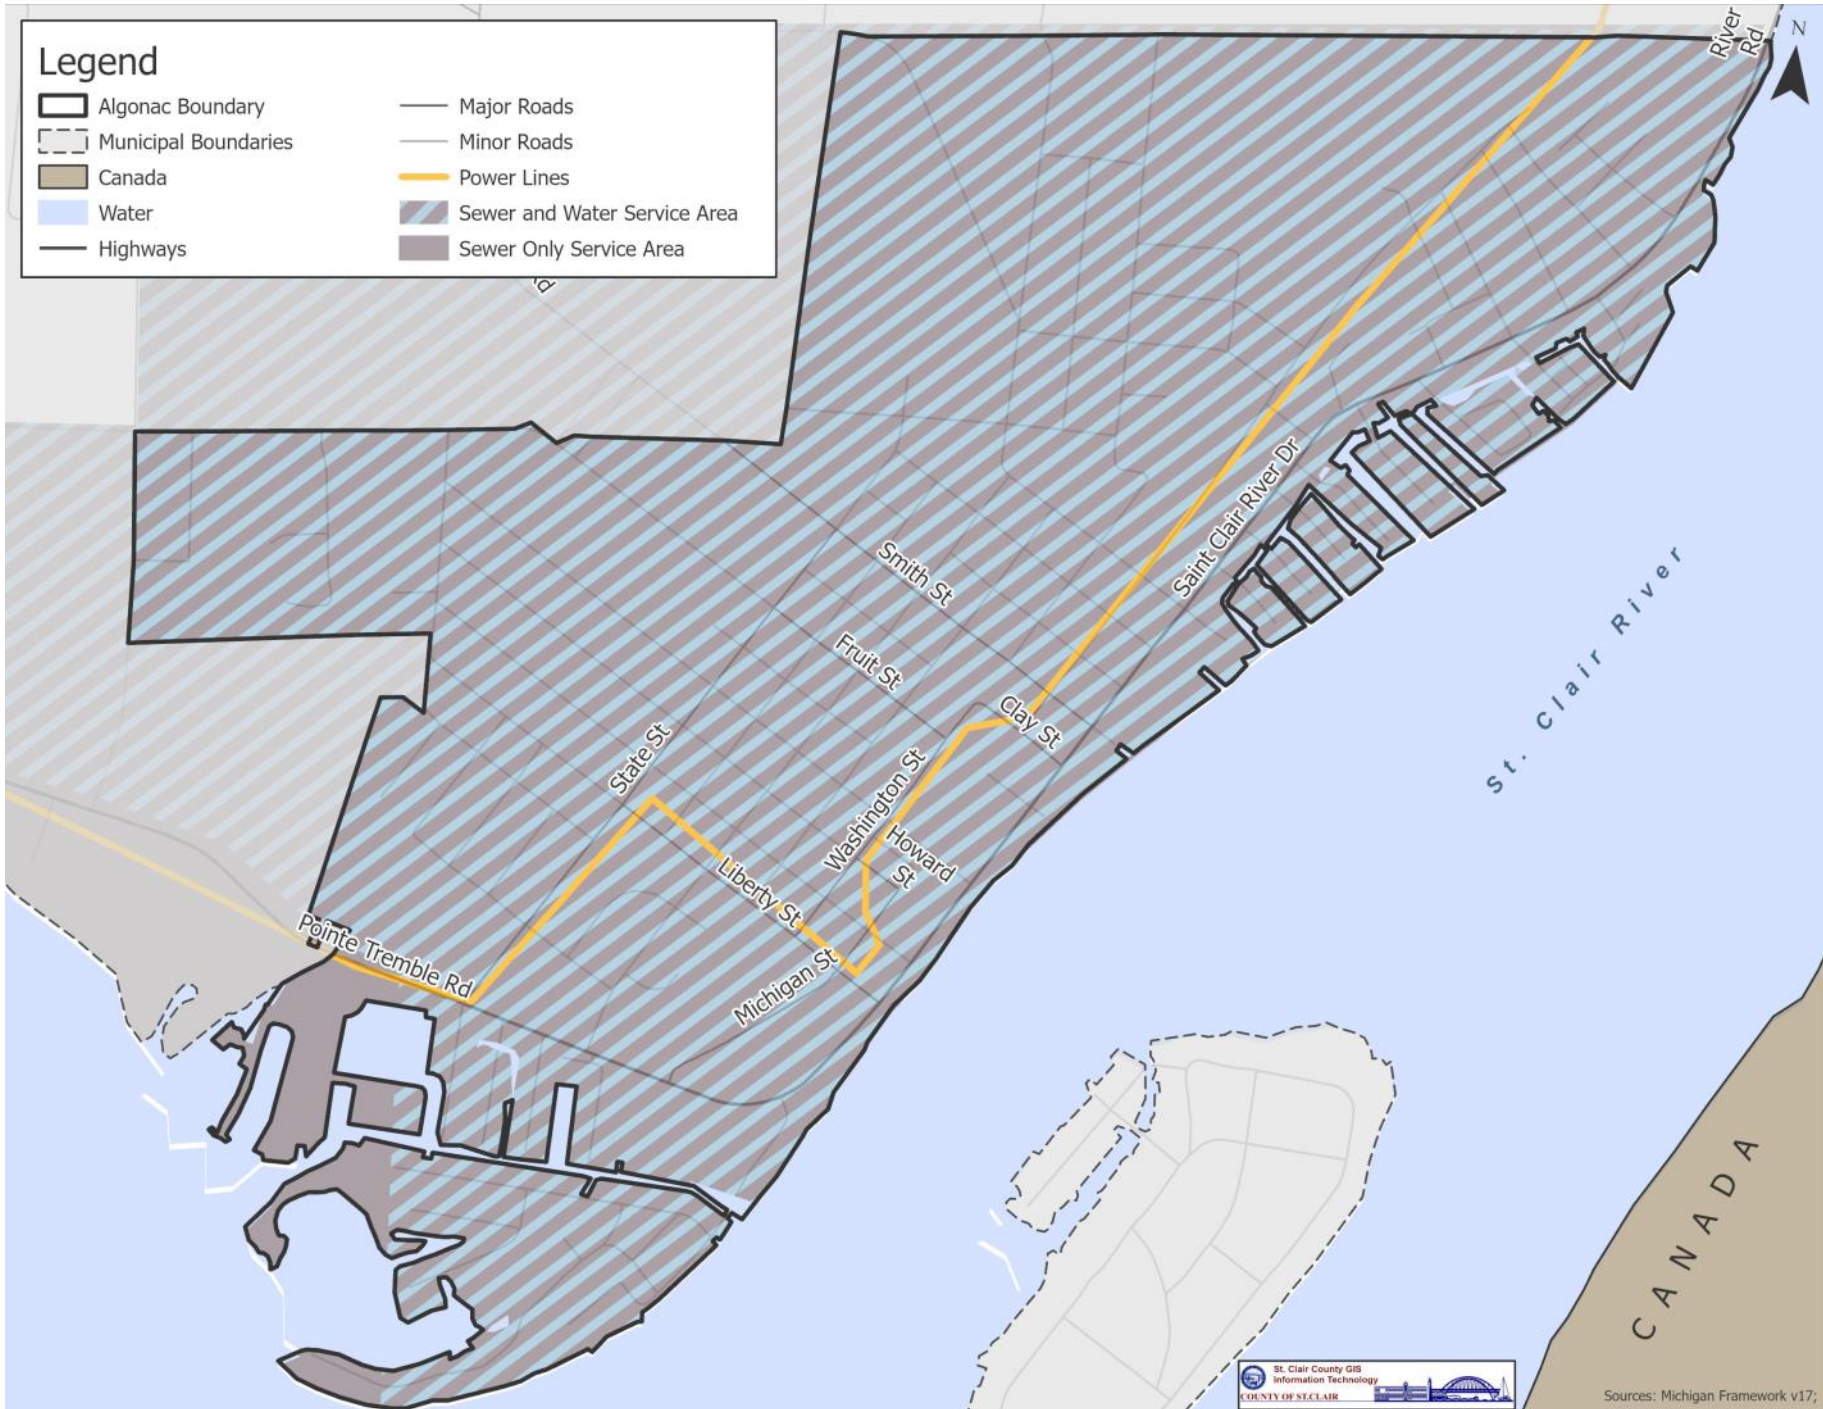 Legend
Algonac Boundary
Municipal Boundaries
Canada
Water
Highways
Major Roads
Minor Roads
Power Lines
Sewer and Water Service Area
Sewer Only Service Area
River
Rd
N
d
Saint Clair River Dr
Smith St
Fruit St
Clay St
State St
Washington St
Howard
St
Liberty St
Michigan St
Pointe Tremble Rd
St. Clair River
CANADA
St. Clair County GIS
Information Technology
COUNTY OF ST.CLAIR
Sources: Michigan Framework v17;